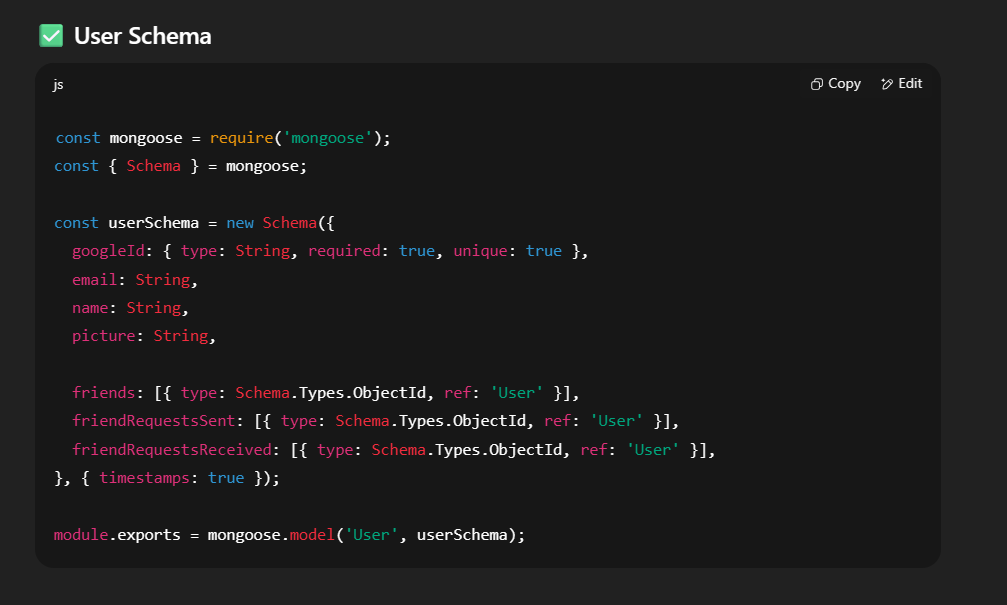 ✅ User Schema
js
Copy Edit
const mongoose = require('mongoose');
const { Schema } = mongoose;
const userSchema = new Schema({
  googleId: { type: String, required: true, unique: true },
  email: String,
  name: String,
  picture: String,
  friends: [{ type: Schema.Types.ObjectId, ref: 'User' }],
  friendRequestsSent: [{ type: Schema.Types.ObjectId, ref: 'User' }],
  friendRequestsReceived: [{ type: Schema.Types.ObjectId, ref: 'User' }],
}, { timestamps: true });
module.exports = mongoose.model('User', userSchema);